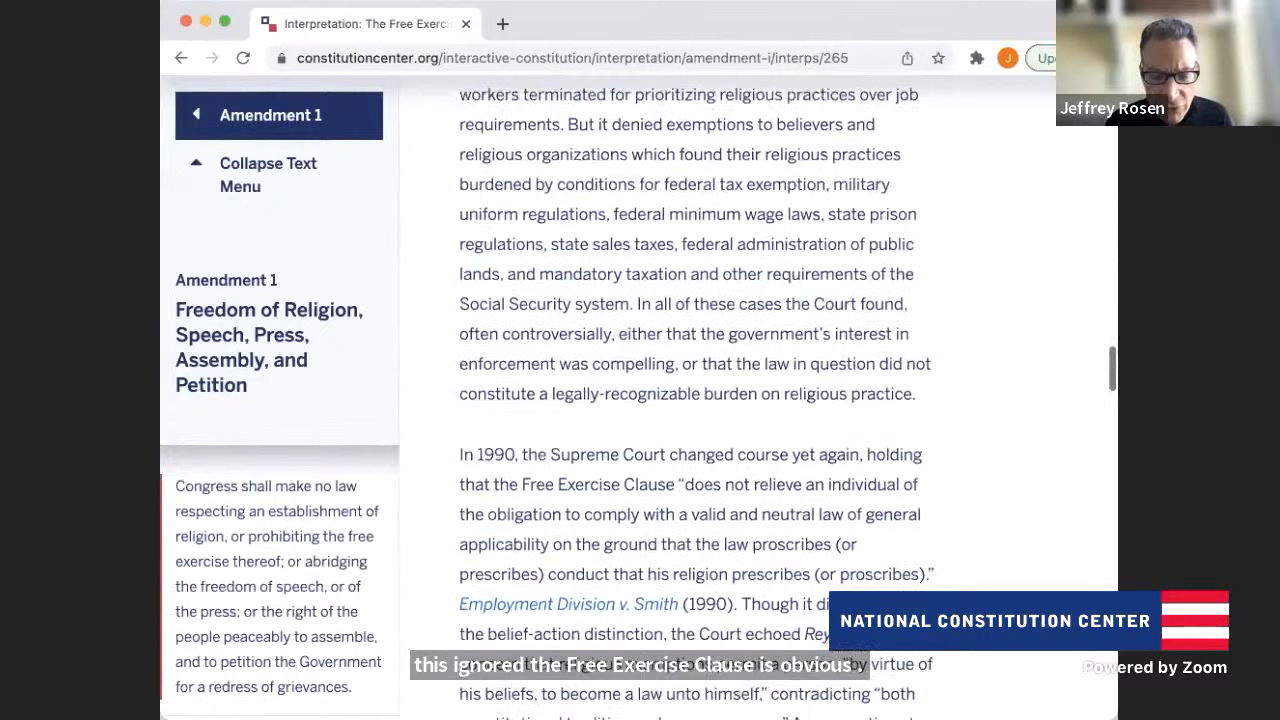 Interpretation: The Free Exerci
constitutioncenter.org/interactive-constitution/interpretation/amendment-i/interps/265
J
Jeffrey Rosen
Amendment 1
Collapse Text
Menu
Amendment 1
Freedom of Religion,
Speech, Press,
Assembly, and
Petition
Congress shall make no law
respecting an establishment of
religion, or prohibiting the free
exercise thereof; or abridging
the freedom of speech, or of
the press; or the right of the
people peaceably to assemble,
and to petition the Government
for a redress of grievances.
workers terminated for prioritizing religious practices over job
requirements. But it denied exemptions to believers and
religious organizations which found their religious practices
burdened by conditions for federal tax exemption, military
uniform regulations, federal minimum wage laws, state prison
regulations, state sales taxes, federal administration of public
lands, and mandatory taxation and other requirements of the
Social Security system. In all of these cases the Court found,
often controversially, either that the government's interest in
enforcement was compelling, or that the law in question did not
constitute a legally-recognizable burden on religious practice.
In 1990, the Supreme Court changed course yet again, holding
that the Free Exercise Clause “does not relieve an individual of
the obligation to comply with a valid and neutral law of general
applicability on the ground that the law proscribes (or
prescribes) conduct that his religion prescribes (or proscribes).”
Employment Division v. Smith (1990). Though it
the belief-action distinction, the Court echoed
this ignored the Free Exercise Clause is obvious.
virtue of
his beliefs, to become a law unto himself,” contradicting “both
NATIONAL CONSTITUTION CENTER
Powered by Zoom